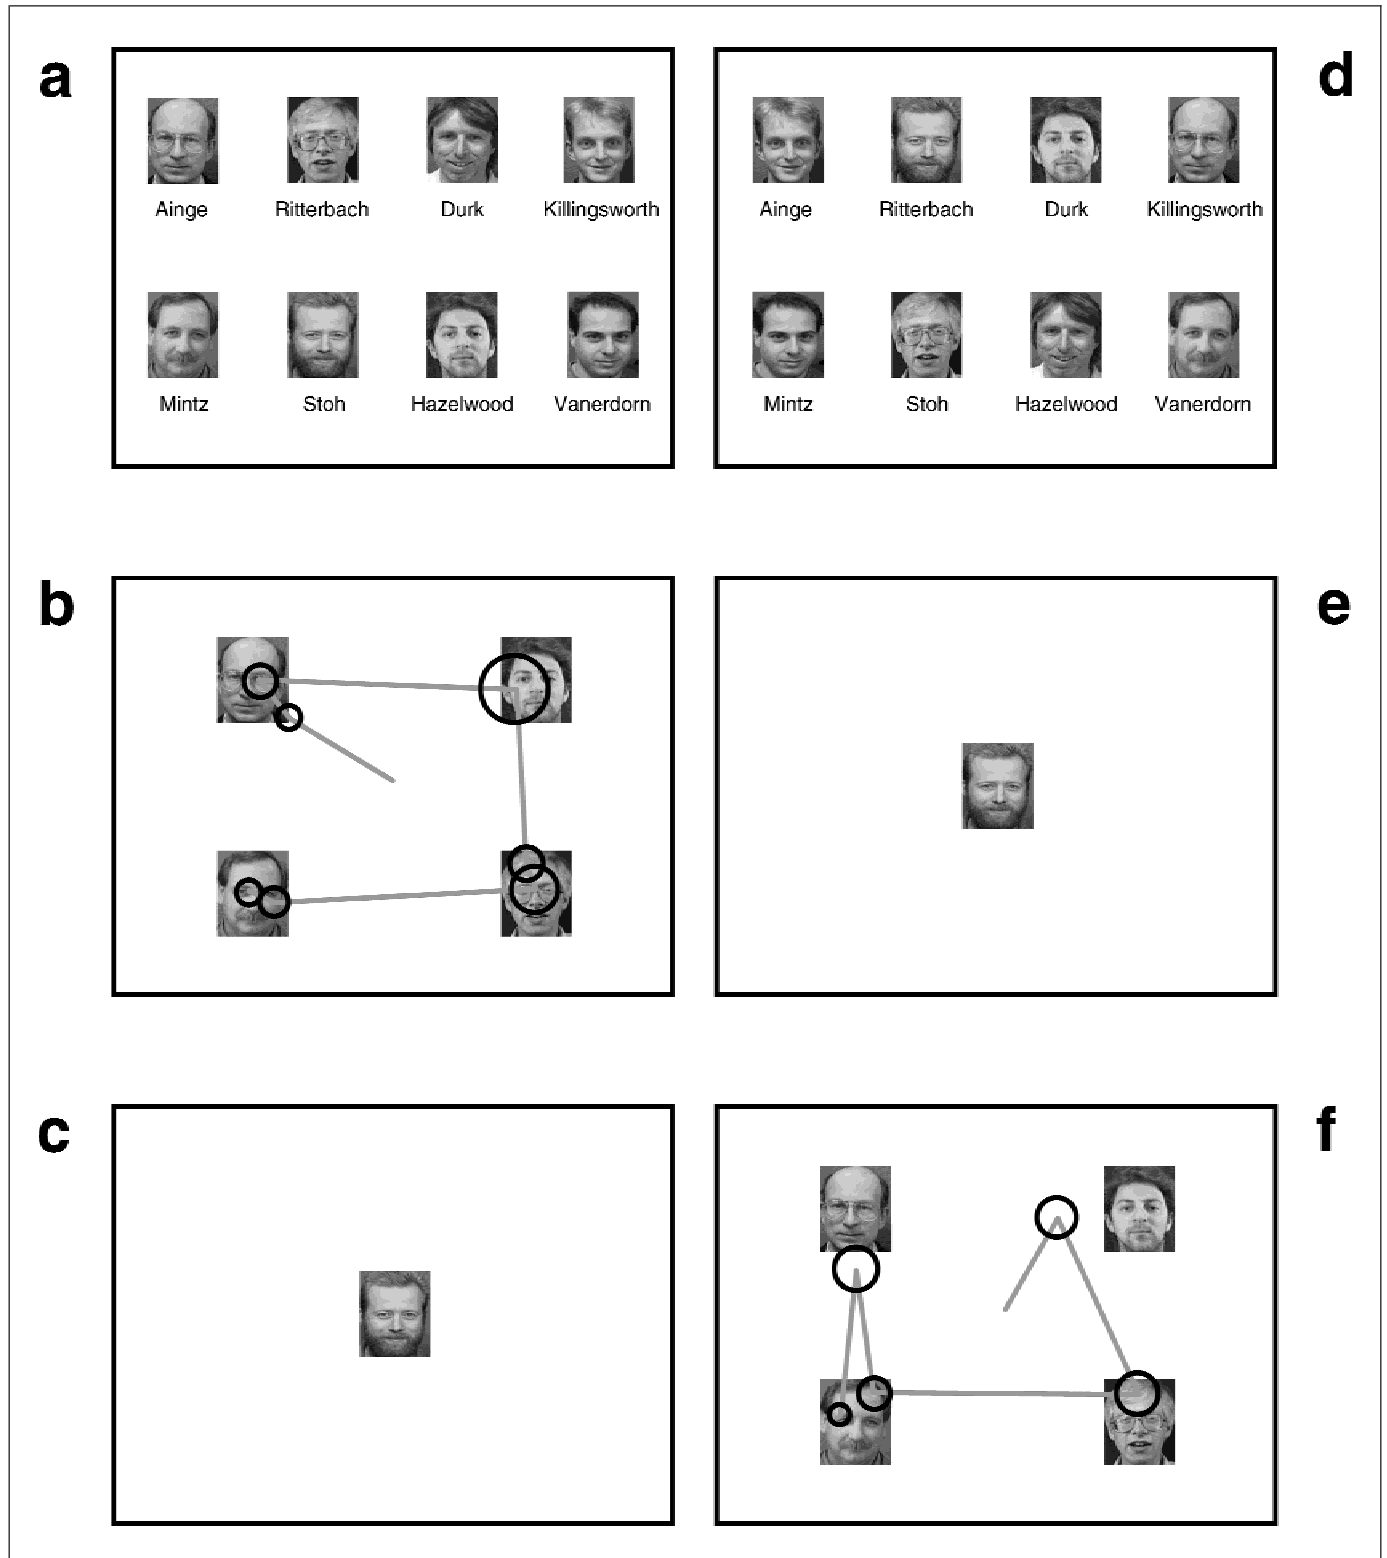 a
Ainge Ritterbach Durk Killingsworth
Mintz Stoh Hazelwood Vanerdorn
d
Ainge Ritterbach Durk Killingsworth
Mintz Stoh Hazelwood Vanerdorn
b
e
c
f